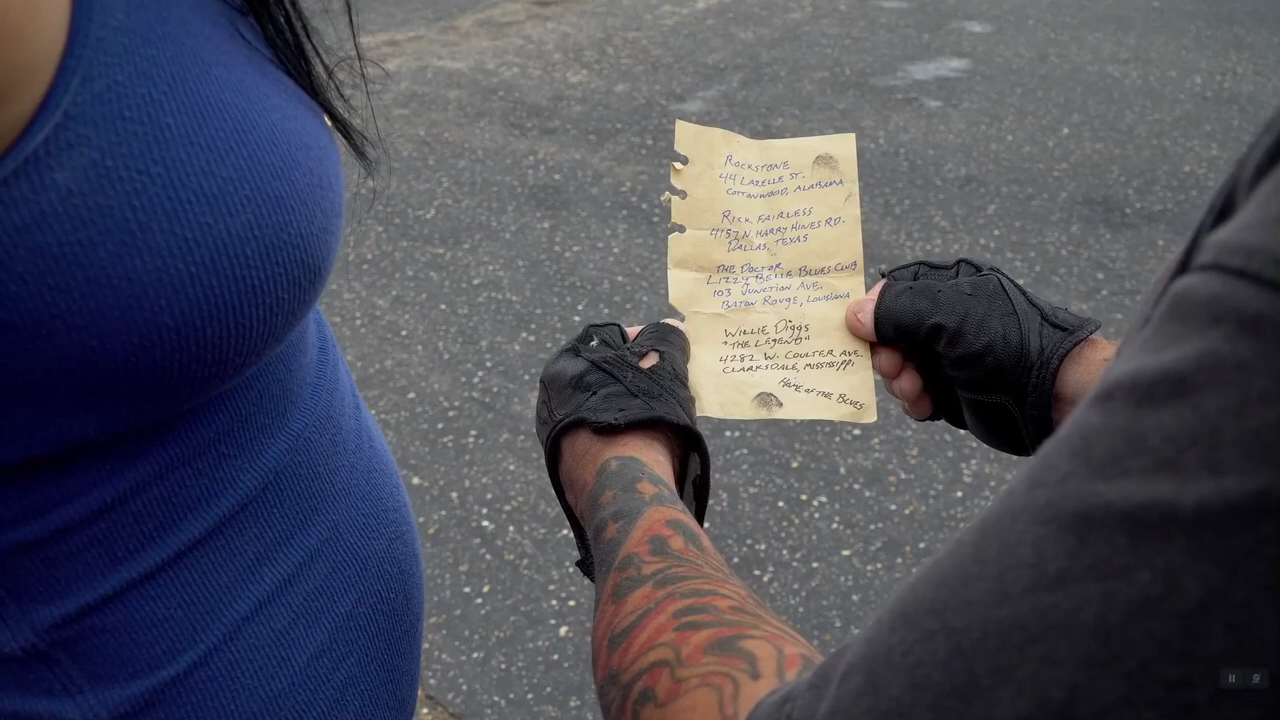 ROCKSTONE
44 LAZELLE ST.
COTTONWOOD, ALABAMA
RICK FAIRLESS
4157 N. HARRY HINES RD.
DALLAS, TEXAS
THE DOCTOR
LIZZY BELLE BLUES CLUB
103 JUNCTION AVE.
BATON ROUGE, LOUISIANA
WILLIE DIGGS
"THE LEGEND"
4282 W. COULTER AVE.
CLARKSDALE, MISSISSIPPI
HOME OF THE BLUES